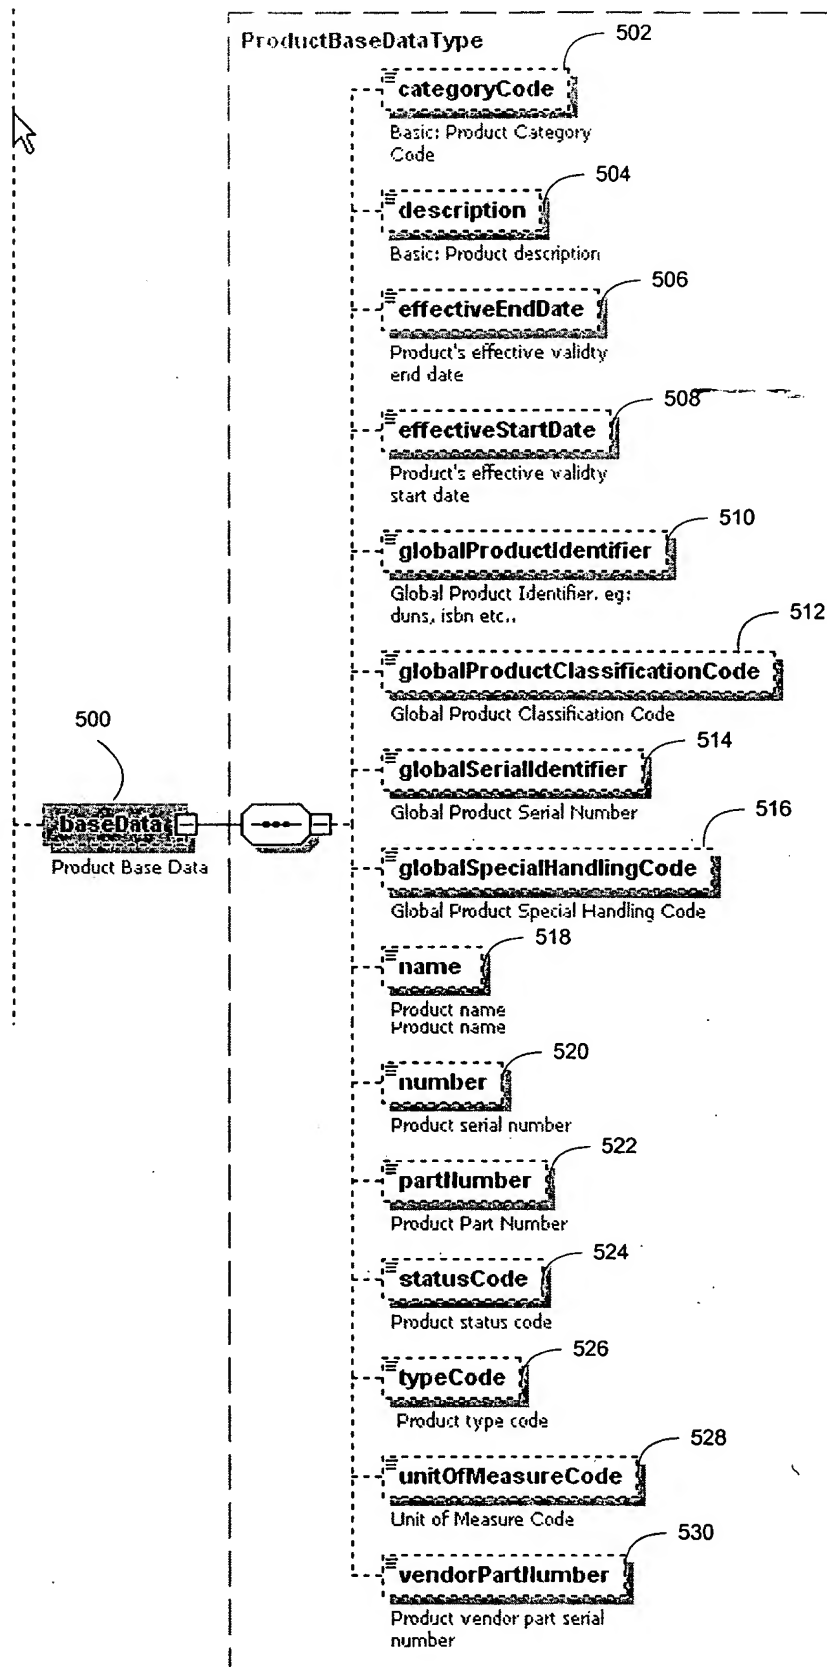 ProductBaseDataType
502
categoryCode
Basic: Product Category
Code
504
description
Basic: Product description
506
effectiveEndDate
Product's effective validty
end date
508
effectiveStartDate
Product's effective validty
start date
510
globalProductIdentifier
Global Product Identifier. eg:
duns, isbn etc..
512
globalProductClassificationCode
Global Product Classification Code
500
baseData
Product Base Data
514
globalSerialIdentifier
Global Product Serial Number
516
globalSpecialHandlingCode
Global Product Special Handling Code
518
name
Product name
Product name
520
number
Product serial number
522
partNumber
Product Part Number
524
statusCode
Product status code
526
typeCode
Product type code
528
unitOfMeasureCode
Unit of Measure Code
530
vendorPartNumber
Product vendor part serial
number